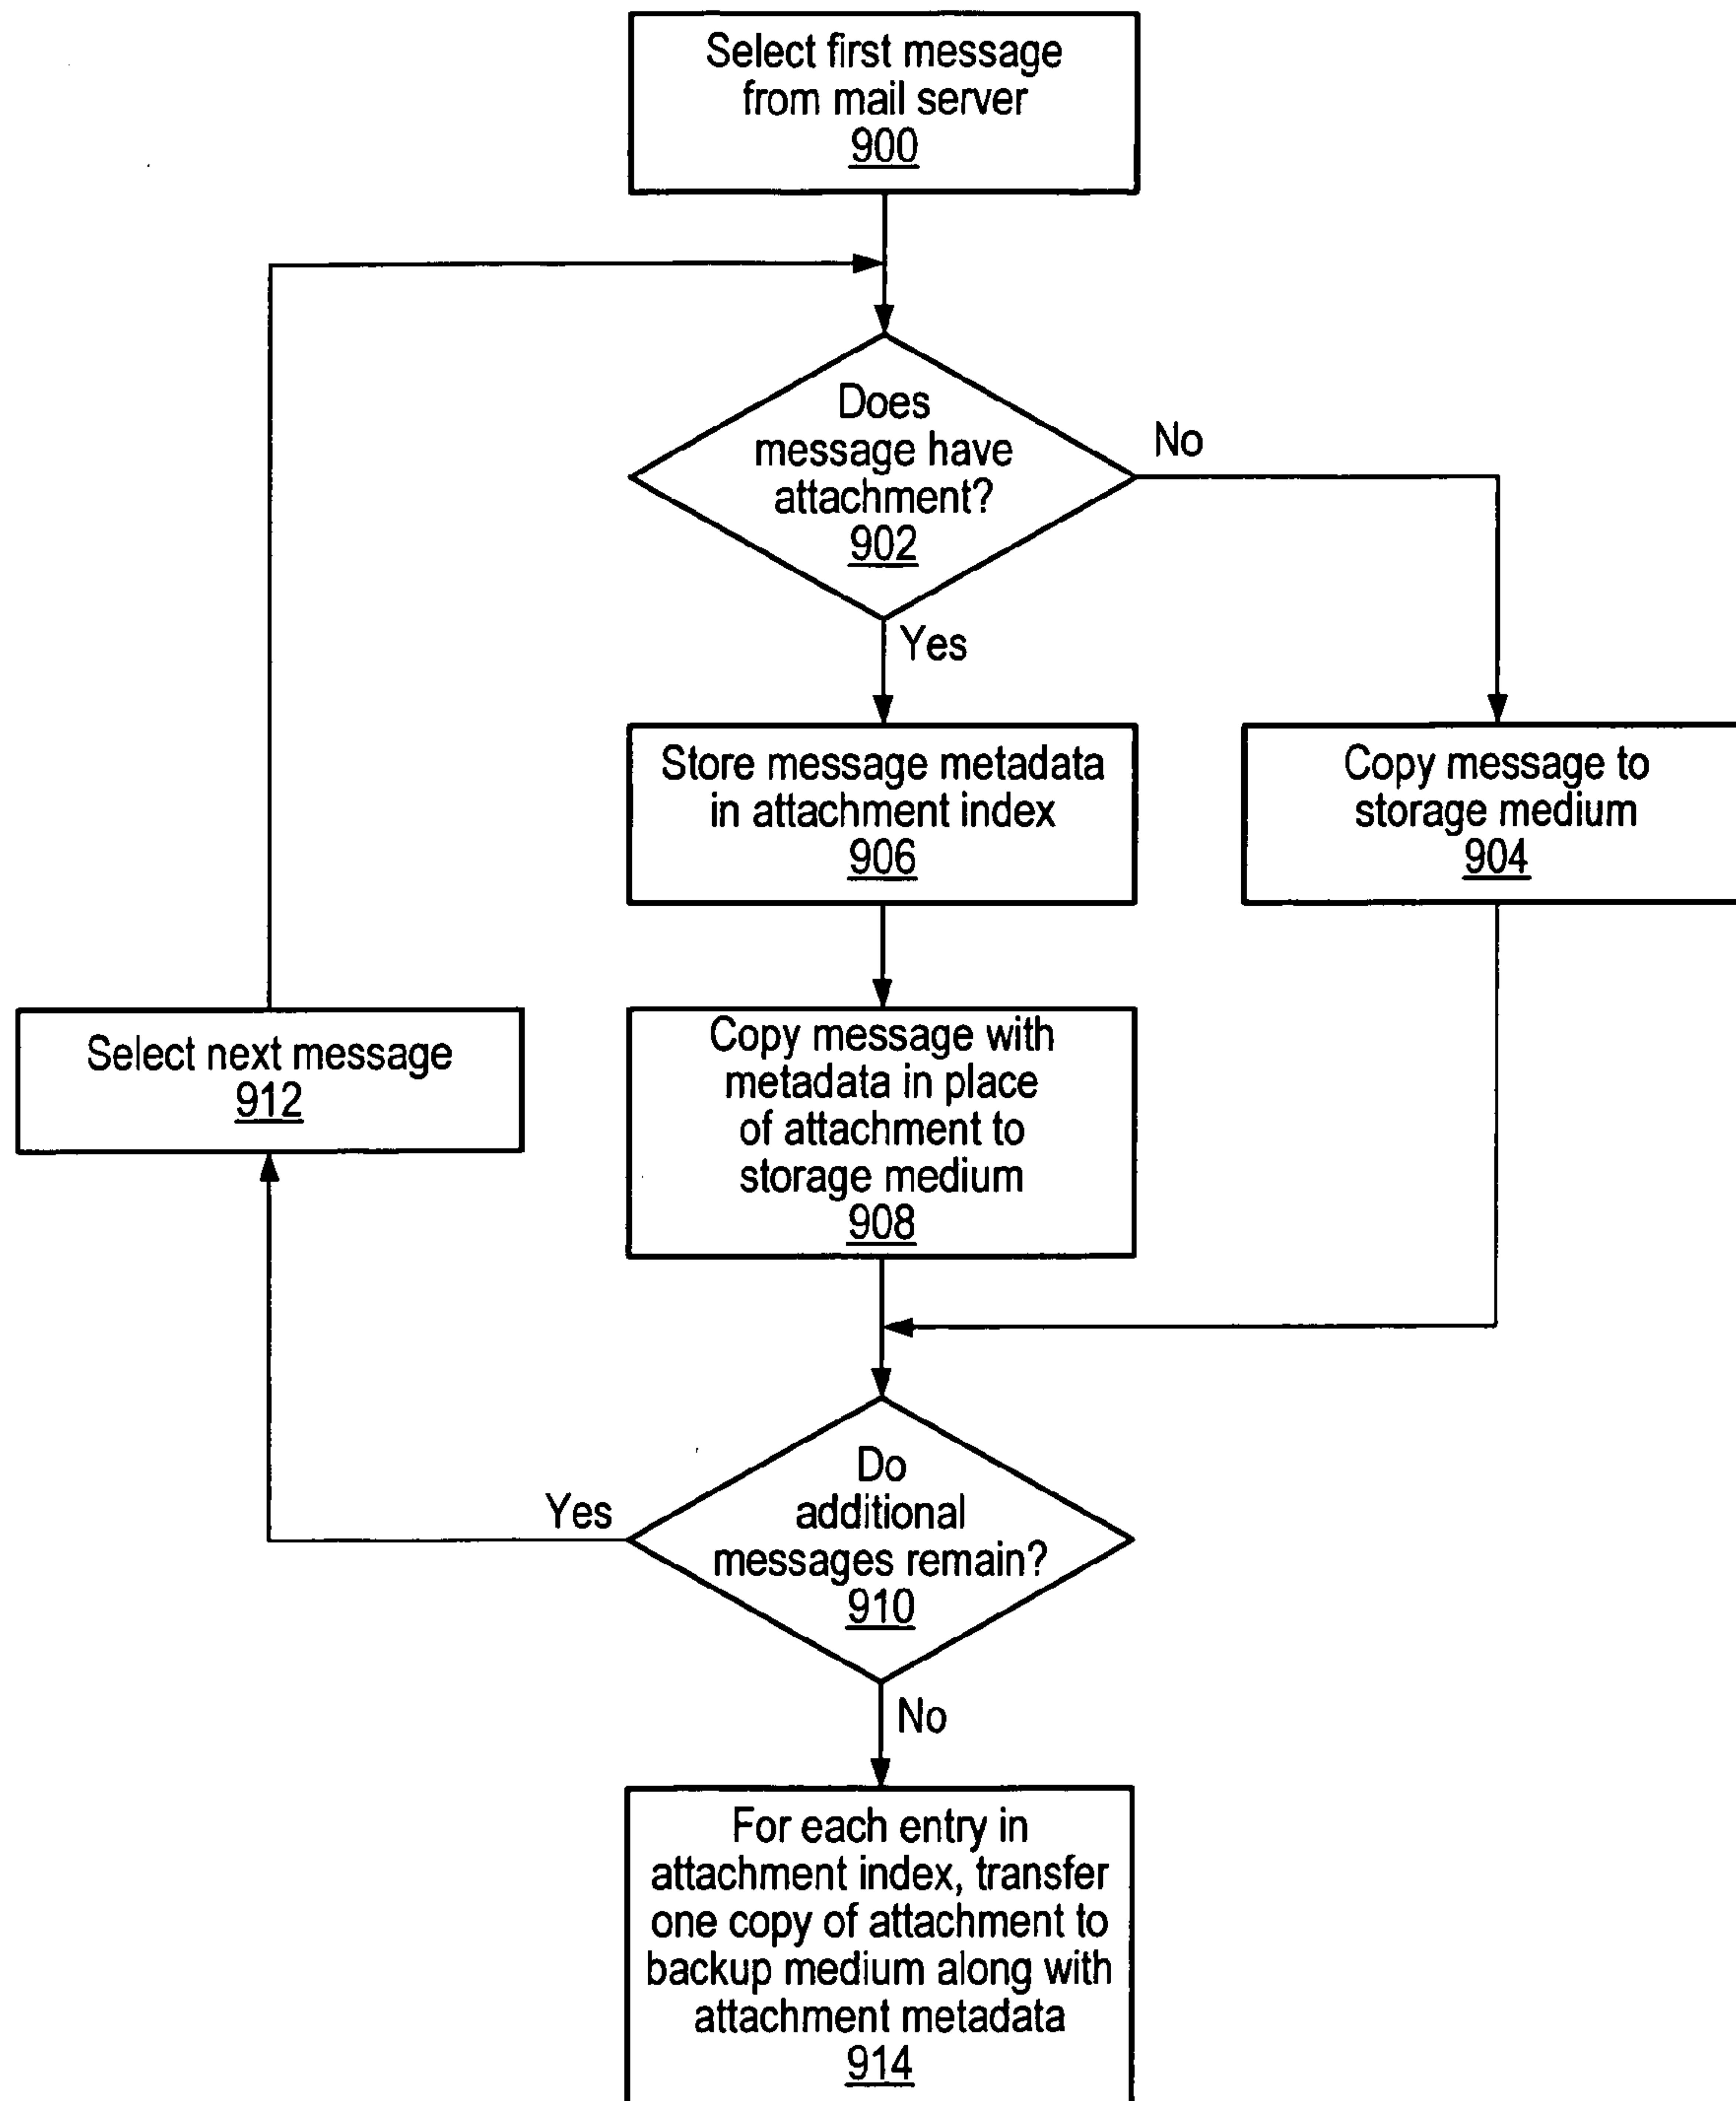 Select first message
from mail server
900
Does
message have
attachment?
902
No
Yes
Store message metadata
in attachment index
906
Copy message to
storage medium
904
Select next message
912
Copy message with
metadata in place
of attachment to
storage medium
908
Do
additional
messages remain?
910
Yes
No
For each entry in
attachment index, transfer
one copy of attachment to
backup medium along with
attachment metadata
914